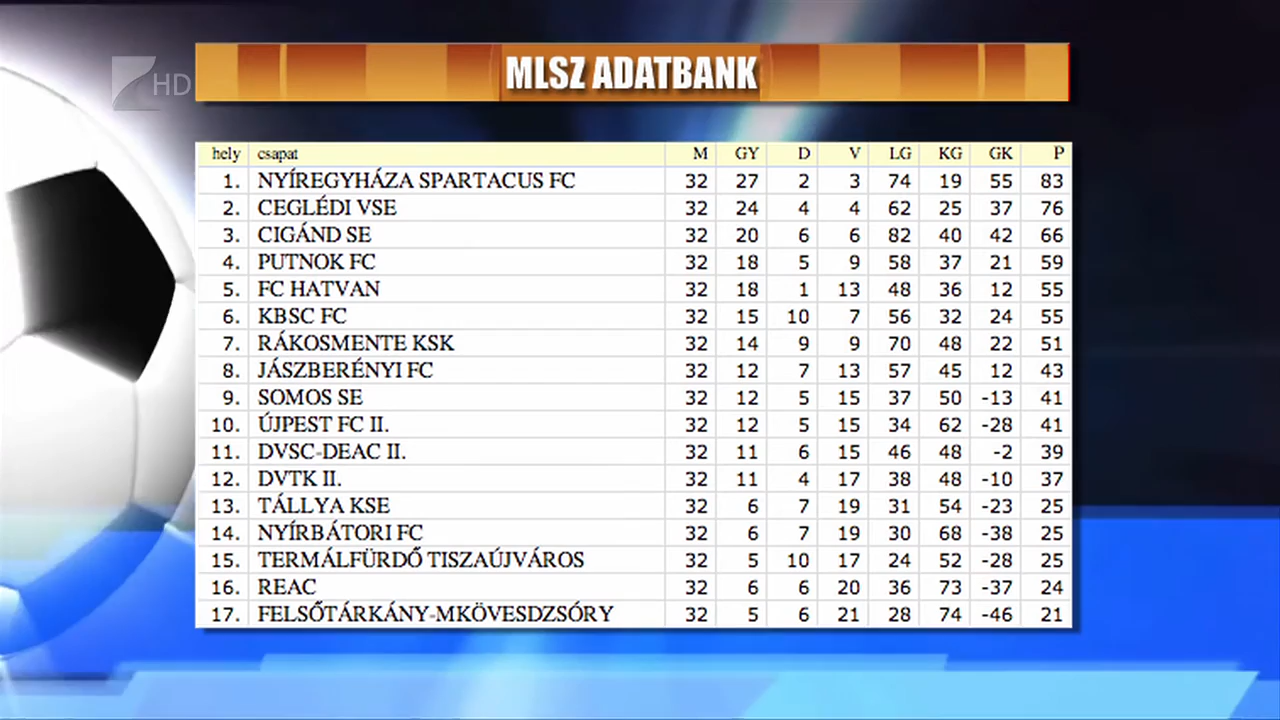 HD
MLSZ ADATBANK
hely csapat M GY D V LG KG GK P
1. NYÍREGYHÁZA SPARTACUS FC 32 27 2 3 74 19 55 83
2. CEGLÉDI VSE 32 24 4 4 62 25 37 76
3. CIGÁND SE 32 20 6 6 82 40 42 66
4. PUTNOK FC 32 18 5 9 58 37 21 59
5. FC HATVAN 32 18 1 13 48 36 12 55
6. KBSC FC 32 15 10 7 56 32 24 55
7. RÁKOSMENTE KSK 32 14 9 9 70 48 22 51
8. JÁSZBERÉNYI FC 32 12 7 13 57 45 12 43
9. SOMOS SE 32 12 5 15 37 50 -13 41
10. ÚJPEST FC II. 32 12 5 15 34 62 -28 41
11. DVSC-DEAC II. 32 11 6 15 46 48 -2 39
12. DVTK II. 32 11 4 17 38 48 -10 37
13. TÁLLYA KSE 32 6 7 19 31 54 -23 25
14. NYÍRBÁTORI FC 32 6 7 19 30 68 -38 25
15. TERMÁLFÜRDŐ TISZAÚJVÁROS 32 5 10 17 24 52 -28 25
16. REAC 32 6 6 20 36 73 -37 24
17. FELSŐTÁRKÁNY-MKÖVESDZSÓRY 32 5 6 21 28 74 -46 21